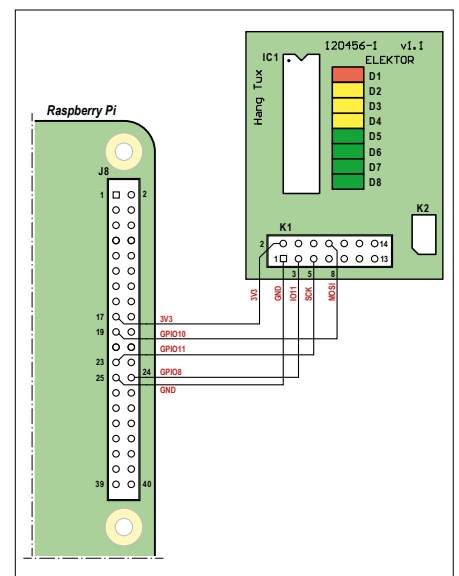 120456-1 v1.1
ELEKTOR
IC1
Hang Tux
D1
D2
D3
D4
D5
D6
D7
D8
Raspberry Pi
J8
1 2
K1
K2
2 14
1 13
3 5 8
3V3
GND
IO11
SCK
MOSI
17 3V3
19 GPIO10
23 GPIO11
25 24 GPIO8
GND
39 40